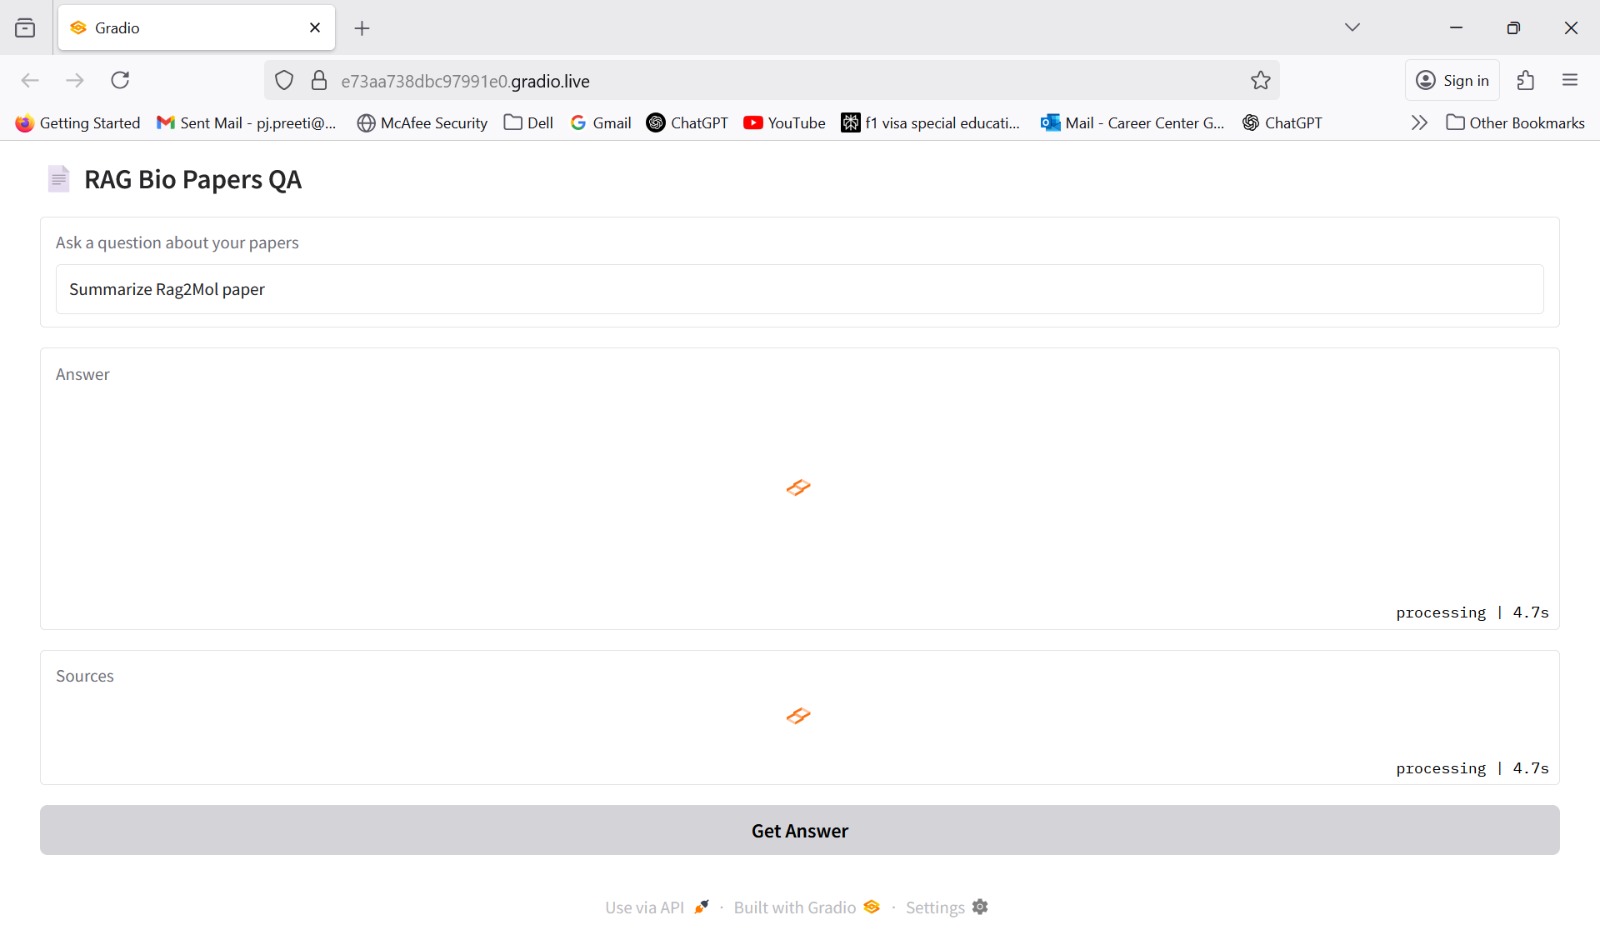 Gradio
e73aa738dbc97991e0.gradio.live
Sign in
Getting Started Sent Mail - pj.preeti@... McAfee Security Dell Gmail ChatGPT YouTube f1 visa special educati... Mail - Career Center G... ChatGPT Other Bookmarks
RAG Bio Papers QA
Ask a question about your papers
Summarize Rag2Mol paper
Answer
processing | 4.7s
Sources
processing | 4.7s
Get Answer
Use via API · Built with Gradio · Settings